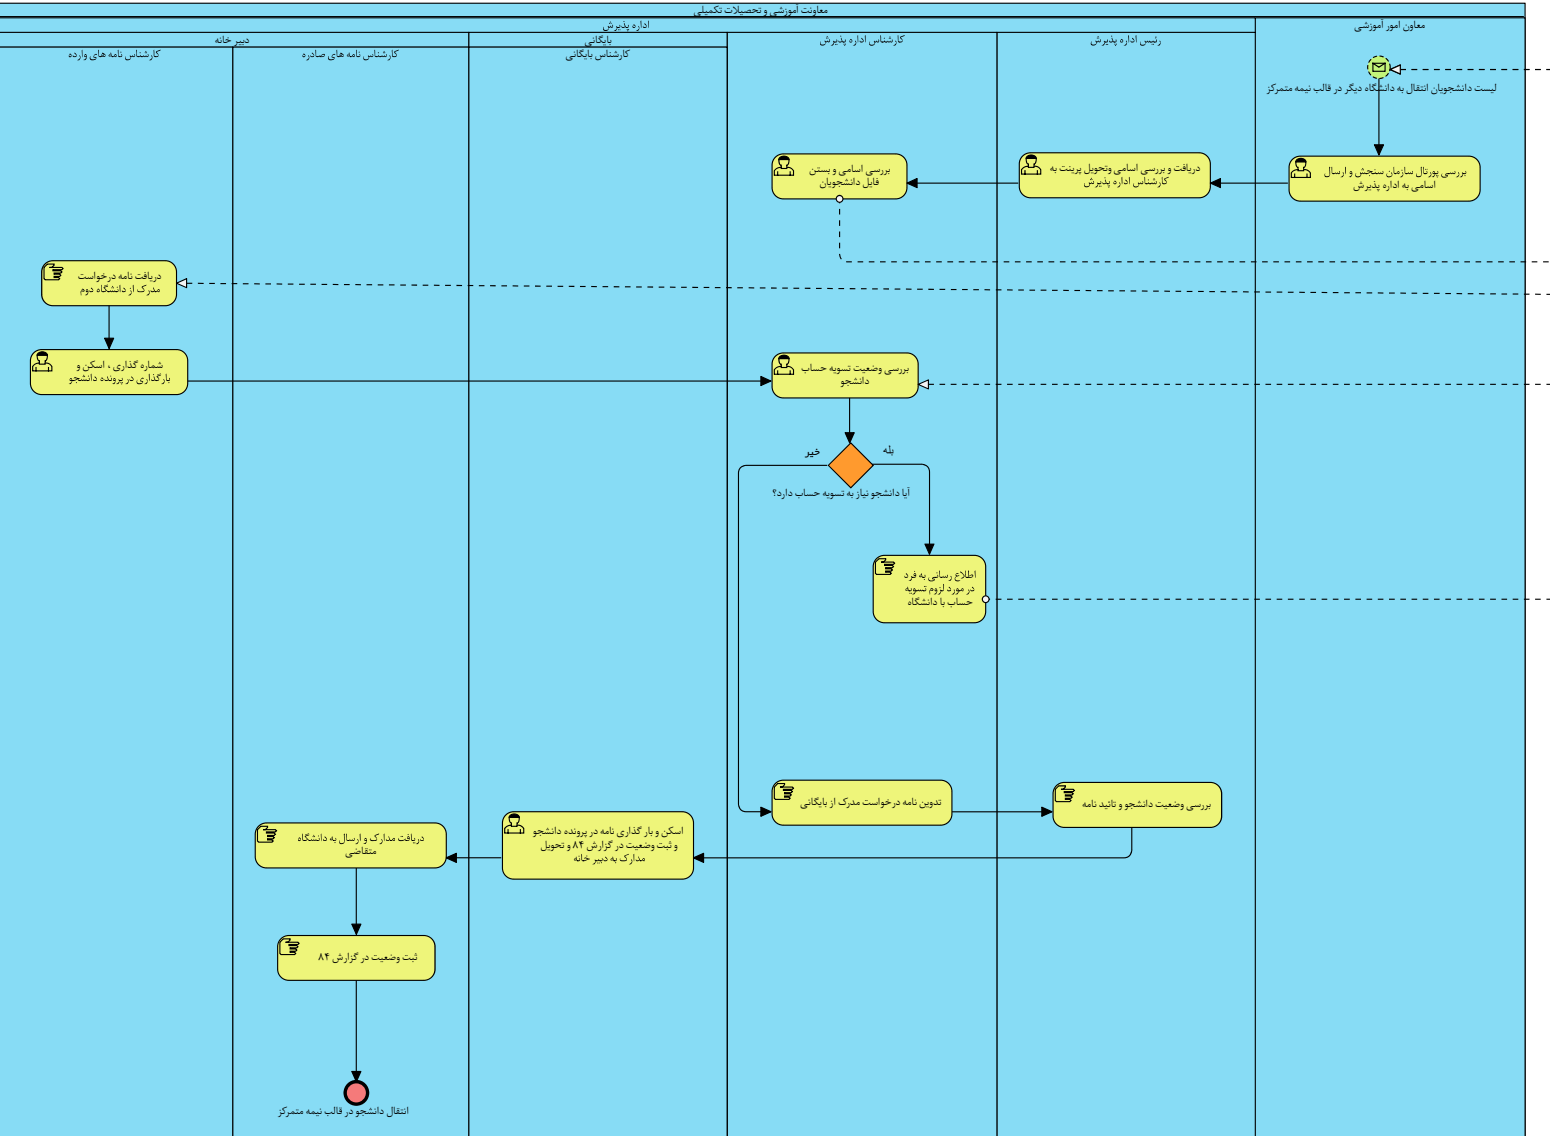 معاونت آموزشی و تحصیلات تکمیلی
معاون امور آموزشی
اداره پذیرش
رئیس اداره پذیرش
کارشناس اداره پذیرش
بایگانی
کارشناس بایگانی
دبیر خانه
کارشناس نامه های صادره
کارشناس نامه های وارده
لیست دانشجویان انتقال به دانشگاه دیگر در قالب نیمه متمرکز
بررسی پورتال سازمان سنجش و ارسال
اسامی به اداره پذیرش
دریافت و بررسی اسامی وتحویل پرینت به
کارشناس اداره پذیرش
بررسی اسامی و بستن
فایل دانشجویان
دریافت نامه درخواست
مدرک از دانشگاه دوم
شماره گذاری ، اسکن و
بارگذاری در پرونده دانشجو
بررسی وضعیت تسویه حساب
دانشجو
بله
خیر
آیا دانشجو نیاز به تسویه حساب دارد؟
اطلاع رسانی به فرد
در مورد لزوم تسویه
حساب با دانشگاه
تدوین نامه درخواست مدرک از بایگانی
بررسی وضعیت دانشجو و تائید نامه
اسکن و بار گذاری نامه در پرونده دانشجو
و ثبت وضعیت در گزارش ۸۴ و تحویل
مدارک به دبیر خانه
دریافت مدارک و ارسال به دانشگاه
متقاضی
ثبت وضعیت در گزارش ۸۴
انتقال دانشجو در قالب نیمه متمرکز